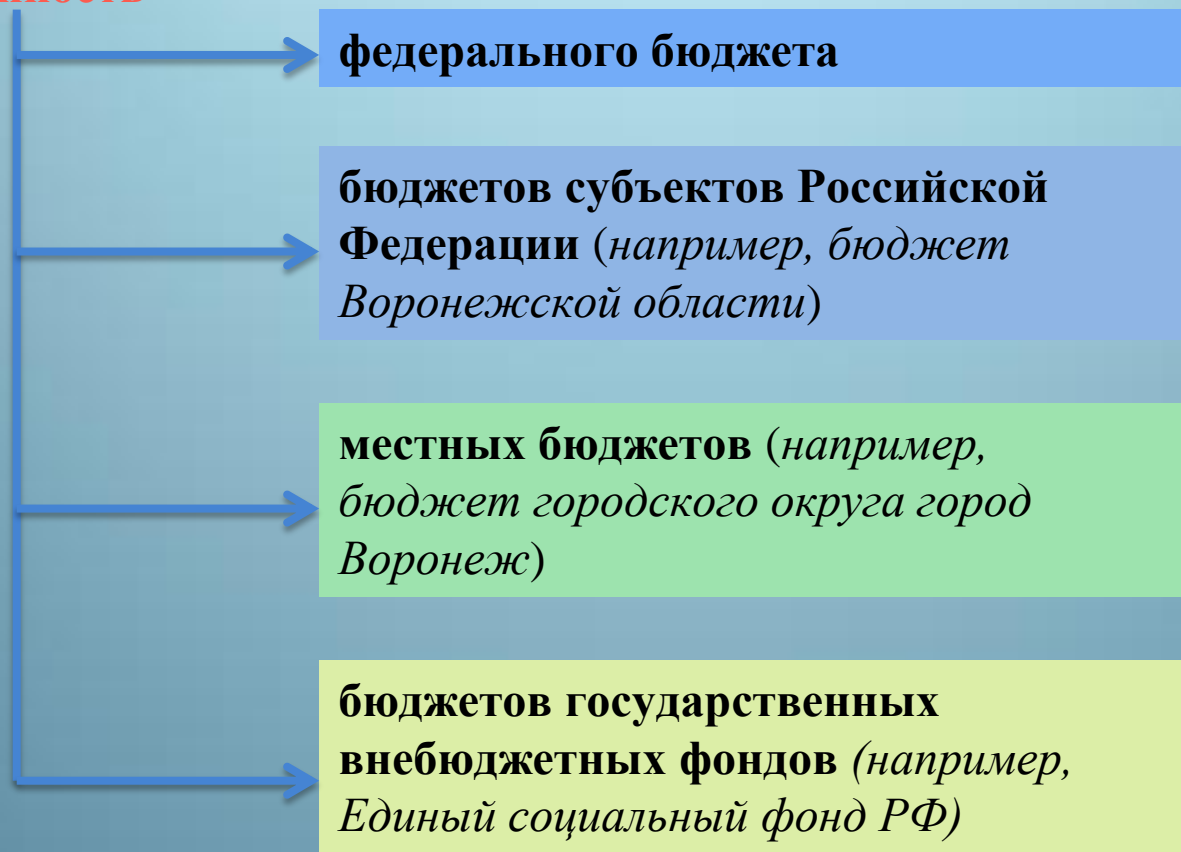 федерального бюджета
бюджетов субъектов Российской
Федерации (например, бюджет
Воронежской области)
местных бюджетов (например,
бюджет городского округа город
Воронеж)
бюджетов государственных
внебюджетных фондов (например,
Единый социальный фонд РФ)